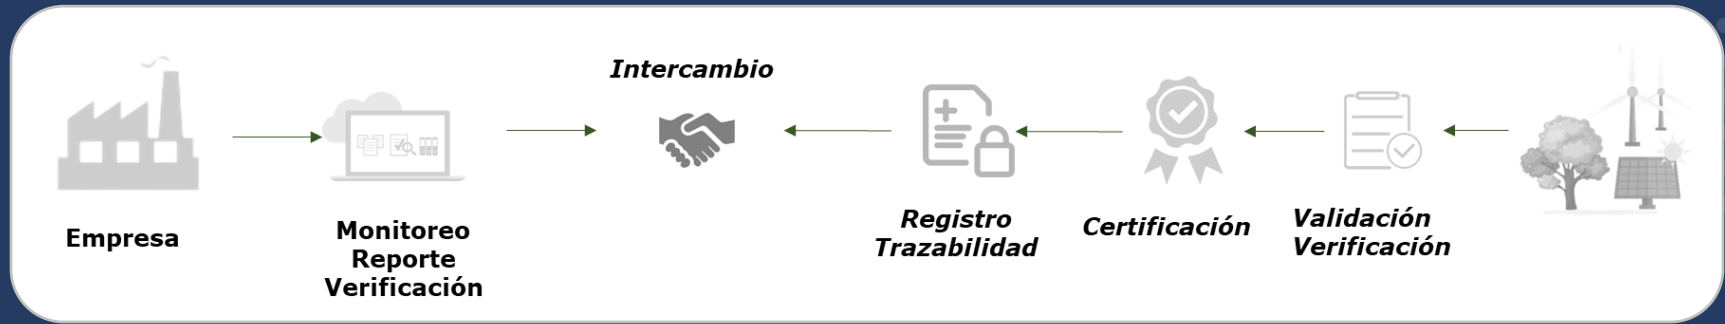 Intercambio
Empresa
Monitoreo
Reporte
Verificación
Registro
Trazabilidad
Certificación
Validación
Verificación